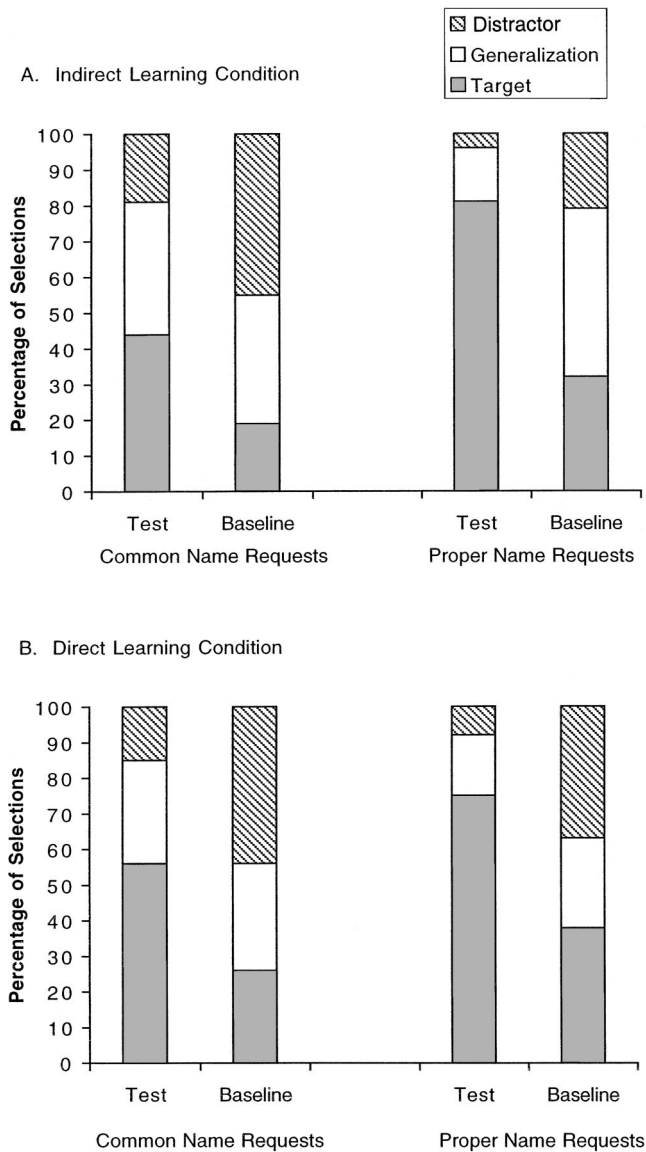 Distractor
Generalization
Target
A. Indirect Learning Condition
Percentage of Selections
100
90
80
70
60
50
40
30
20
10
0
Test Baseline Test Baseline
Common Name Requests Proper Name Requests
B. Direct Learning Condition
Percentage of Selections
100
90
80
70
60
50
40
30
20
10
0
Test Baseline Test Baseline
Common Name Requests Proper Name Requests